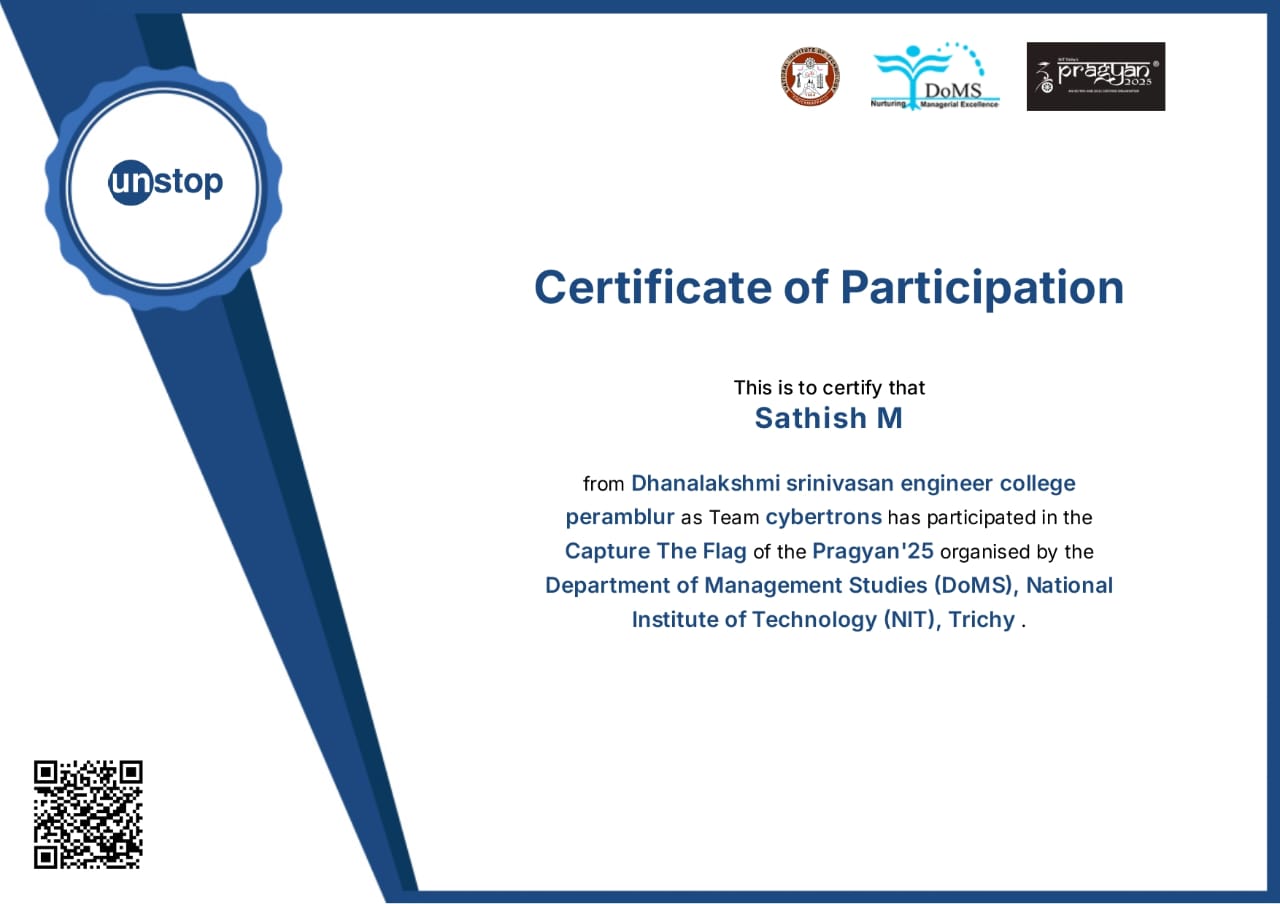 unstop
DoMS
Nurturing Managerial Excellence
pragyan
2025
Certificate of Participation
This is to certify that
Sathish M
from Dhanalakshmi srinivasan engineer college
peramblur as Team cybertrons has participated in the
Capture The Flag of the Pragyan'25 organised by the
Department of Management Studies (DoMS), National
Institute of Technology (NIT), Trichy .